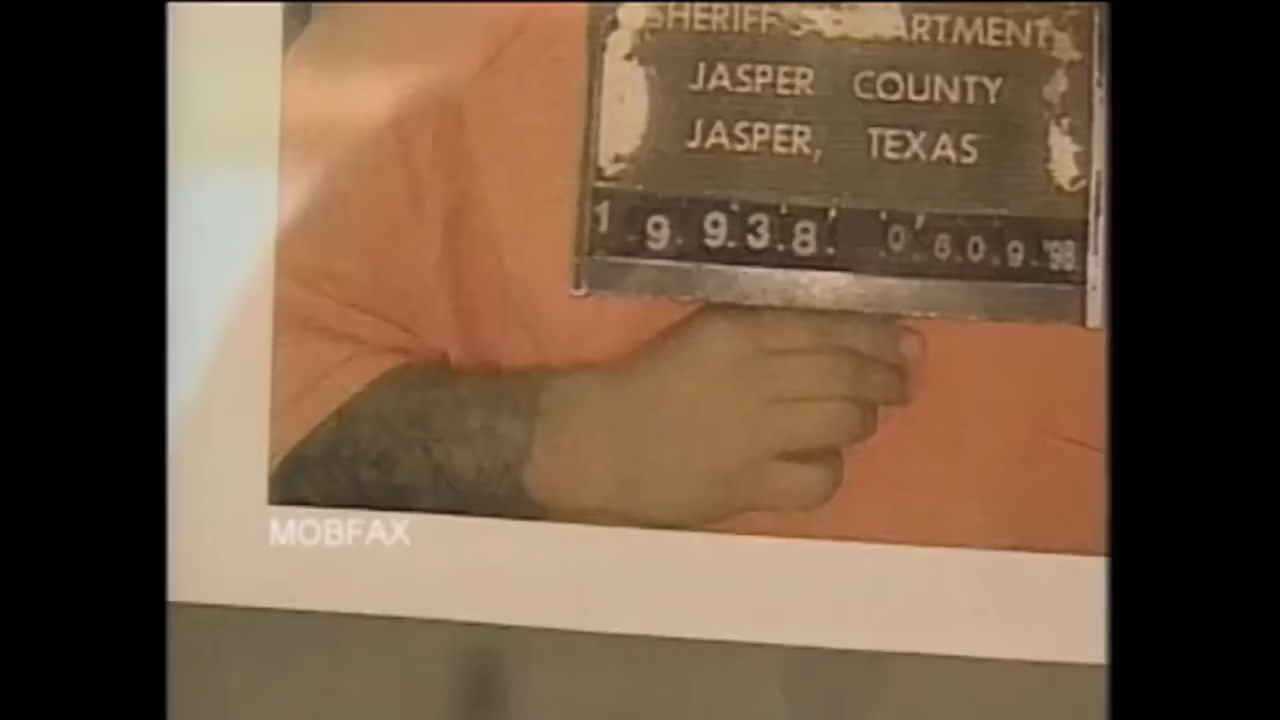 SHERIFF'S DEPARTMENT
JASPER COUNTY
JASPER, TEXAS
1 9 9 3 8 0 6 0 9 '98
MOBFAX